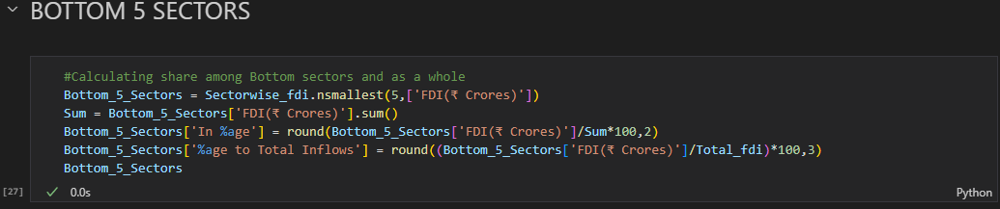 BOTTOM 5 SECTORS
#Calculating share among Bottom sectors and as a whole
Bottom_5_Sectors = Sectorwise_fdi.nsmallest(5,['FDI(₹ Crores)'])
Sum = Bottom_5_Sectors['FDI(₹ Crores)'].sum()
Bottom_5_Sectors['In %age'] = round(Bottom_5_Sectors['FDI(₹ Crores)']/Sum*100,2)
Bottom_5_Sectors['%age to Total Inflows'] = round((Bottom_5_Sectors['FDI(₹ Crores)']/Total_fdi)*100,3)
Bottom_5_Sectors
[27] 0.0s Python